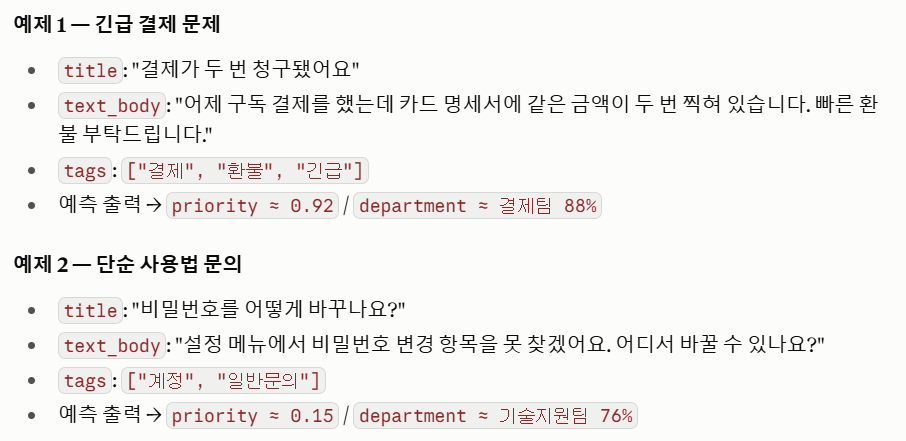 예제 1 — 긴급 결제 문제
title: "결제가 두 번 청구됐어요"
text_body: "어제 구독 결제를 했는데 카드 명세서에 같은 금액이 두 번 찍혀 있습니다. 빠른 환
불 부탁드립니다."
tags: ["결제", "환불", "긴급"]
예측 출력 → priority ≈ 0.92 / department ≈ 결제팀 88%
예제 2 — 단순 사용법 문의
title: "비밀번호를 어떻게 바꾸나요?"
text_body: "설정 메뉴에서 비밀번호 변경 항목을 못 찾겠어요. 어디서 바꿀 수 있나요?"
tags: ["계정", "일반문의"]
예측 출력 → priority ≈ 0.15 / department ≈ 기술지원팀 76%